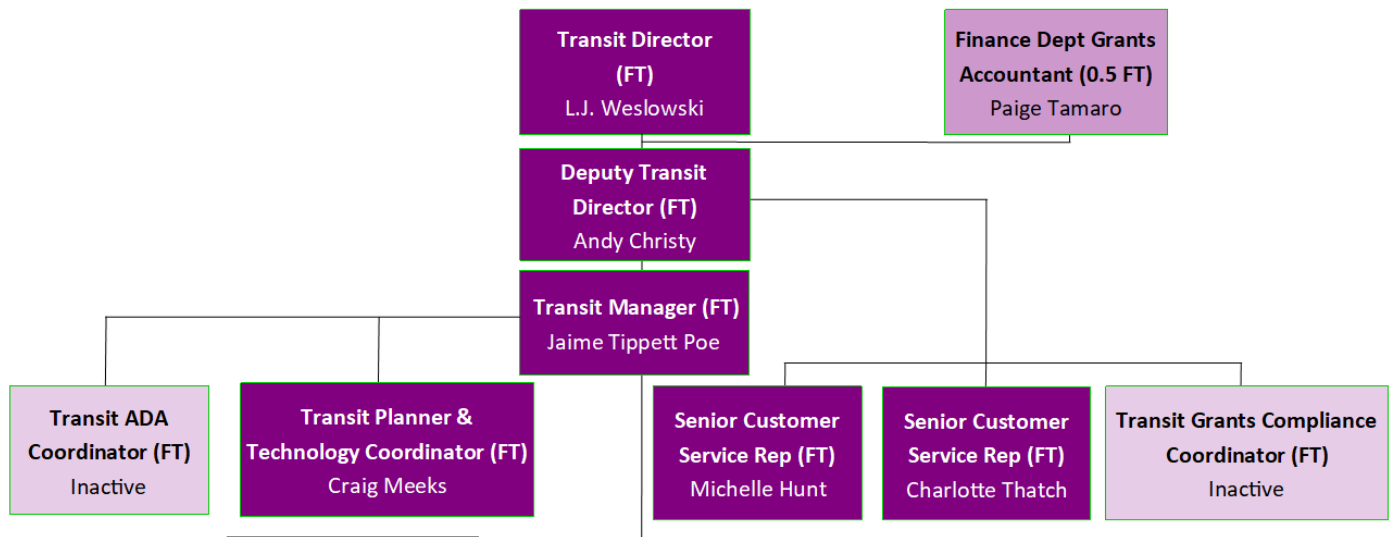 Transit Director
(FT)
L.J. Weslowski
Finance Dept Grants
Accountant (0.5 FT)
Paige Tamaro
Deputy Transit
Director (FT)
Andy Christy
Transit Manager (FT)
Jaime Tippett Poe
Transit ADA
Coordinator (FT)
Inactive
Transit Planner &
Technology Coordinator (FT)
Craig Meeks
Senior Customer
Service Rep (FT)
Michelle Hunt
Senior Customer
Service Rep (FT)
Charlotte Thatch
Transit Grants Compliance
Coordinator (FT)
Inactive